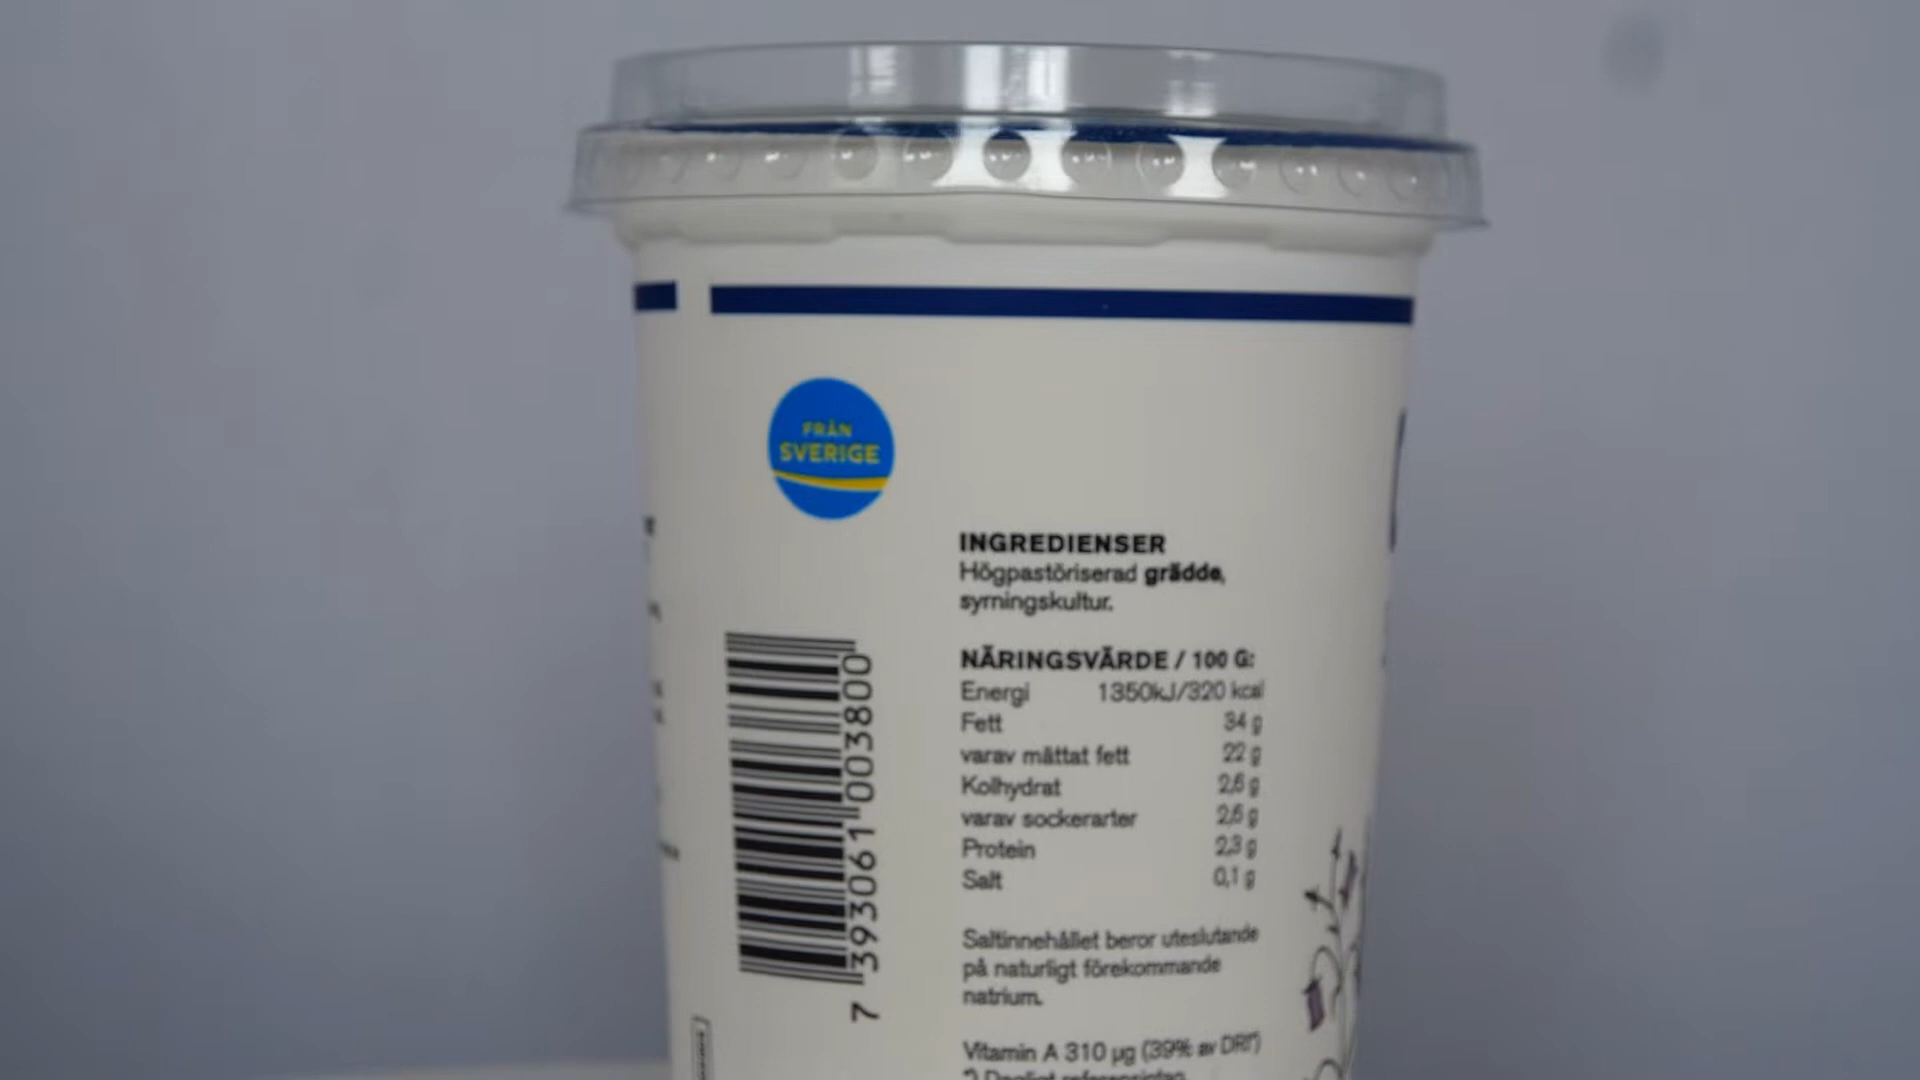 FRÅN
SVERIGE
INGREDIENSER
Högpastöriserad grädde,
syrningskultur.
NÄRINGSVÄRDE / 100 G:
Energi 1350kJ/320 kcal
Fett 34 g
varav mättat fett 22 g
Kolhydrat 2,6 g
varav sockerarter 2,6 g
Protein 2,3 g
Salt 0,1 g
Saltinnehållet beror uteslutande
på naturligt förekommande
natrium.
Vitamin A 310 µg (39% av DRI*)
7 393061 003800